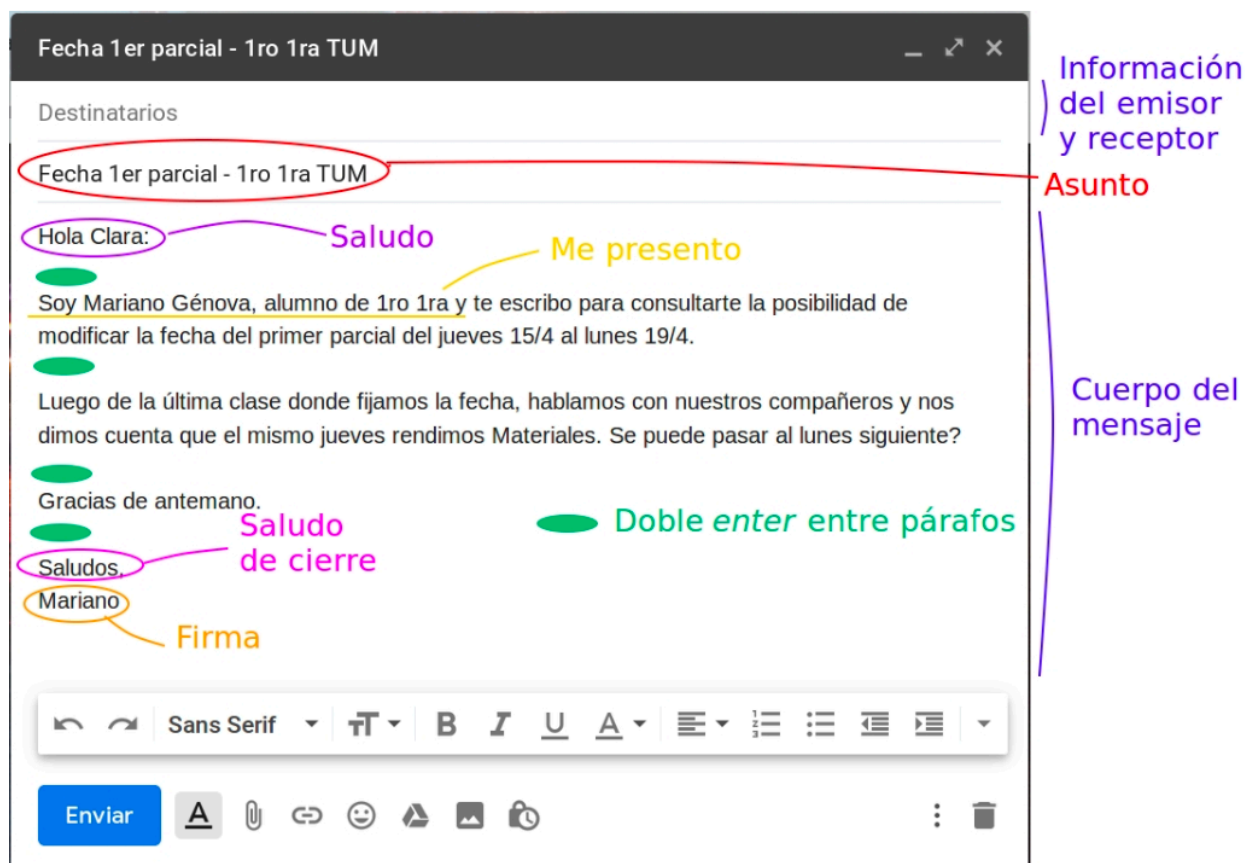 Fecha 1er parcial - 1ro 1ra TUM
Información
del emisor
y receptor
Destinatarios
Fecha 1er parcial - 1ro 1ra TUM
Asunto
Hola Clara:
Saludo
Me presento
Soy Mariano Génova, alumno de 1ro 1ra y te escribo para consultarte la posibilidad de
modificar la fecha del primer parcial del jueves 15/4 al lunes 19/4.
Luego de la última clase donde fijamos la fecha, hablamos con nuestros compañeros y nos
dimos cuenta que el mismo jueves rendimos Materiales. Se puede pasar al lunes siguiente?
Cuerpo del
mensaje
Gracias de antemano.
Doble enter entre párafos
Saludo
de cierre
Saludos,
Mariano
Firma
Sans Serif
Enviar